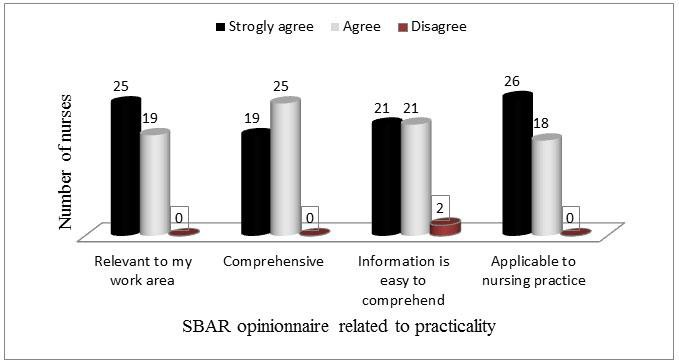 Strogly agree Agree Disagree
25 19 0 19 25 0 21 21 2 26 18 0
Number of nurses
Relevant to my work area
Comprehensive
Information is easy to comprehend
Applicable to nursing practice
SBAR opinionnaire related to practicality